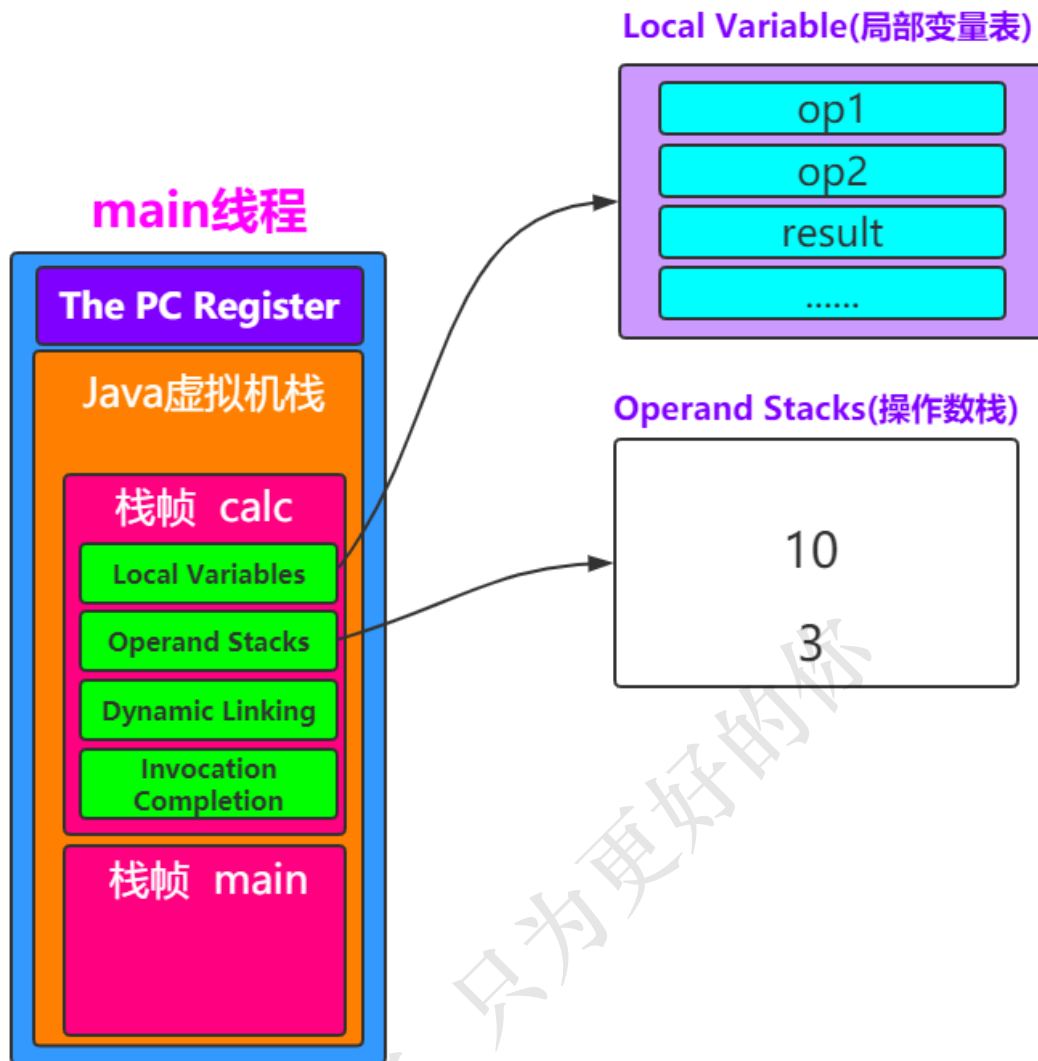 Local Variable(局部变量表)
op1
op2
result
......
main线程
The PC Register
Java虚拟机栈
栈帧 calc
Local Variables
Operand Stacks
Dynamic Linking
Invocation
Completion
栈帧 main
Operand Stacks(操作数栈)
10
3
只为更好的你